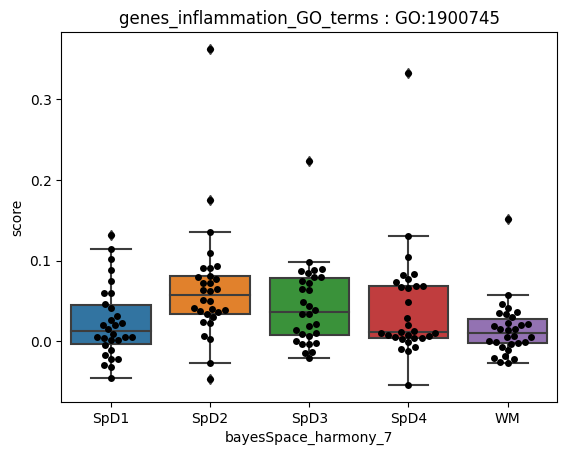 genes_inflammation_GO_terms : GO:1900745
score
0.3
0.2
0.1
0.0
SpD1 SpD2 SpD3 SpD4 WM
bayesSpace_harmony_7